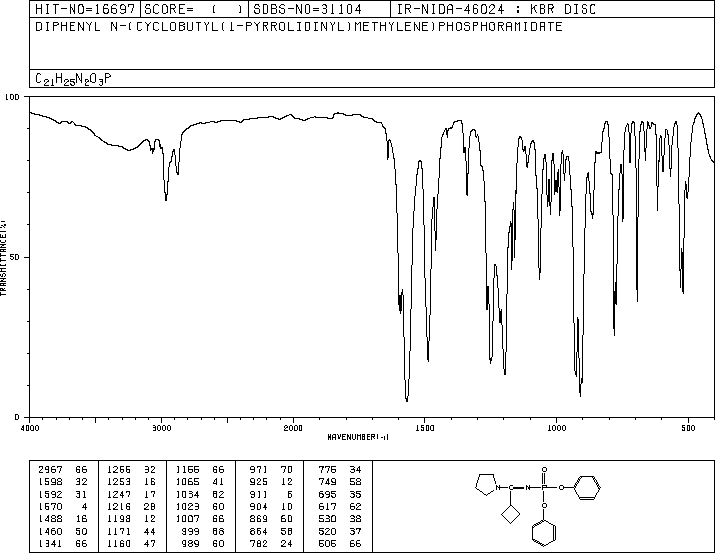 HIT-NO=16697 SCORE= ( ) SDBS-NO=31104 IR-NIDA-46024 : KBR DISC
DIPHENYL N-(CYCLOBUTYL(1-PYRROLIDINYL)METHYLENE)PHOSPHORAMIDATE
C21H25N2O3P
100
50
0
TRANSMITTANCE(%)
4000 3000 2000 1500 1000 500
WAVENUMBER(-1)
2967 66 1266 32 1166 66 971 70 776 34
1598 32 1253 16 1065 41 925 12 749 58
1592 31 1247 17 1034 62 911 6 695 35
1570 4 1216 28 1029 60 904 10 617 62
1488 16 1198 12 1007 66 869 60 530 38
1460 50 1171 44 999 68 864 58 520 37
1341 66 1160 47 989 60 782 24 506 66
O
N C N P O
O